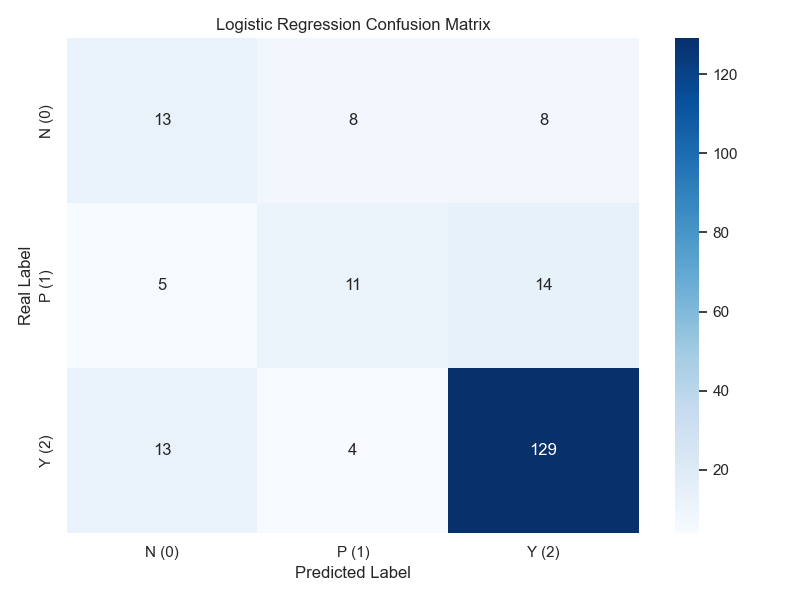 Logistic Regression Confusion Matrix
Real Label
N (0)
13
8
8
P (1)
5
11
14
Y (2)
13
4
129
N (0)
P (1)
Y (2)
Predicted Label
120
100
80
60
40
20